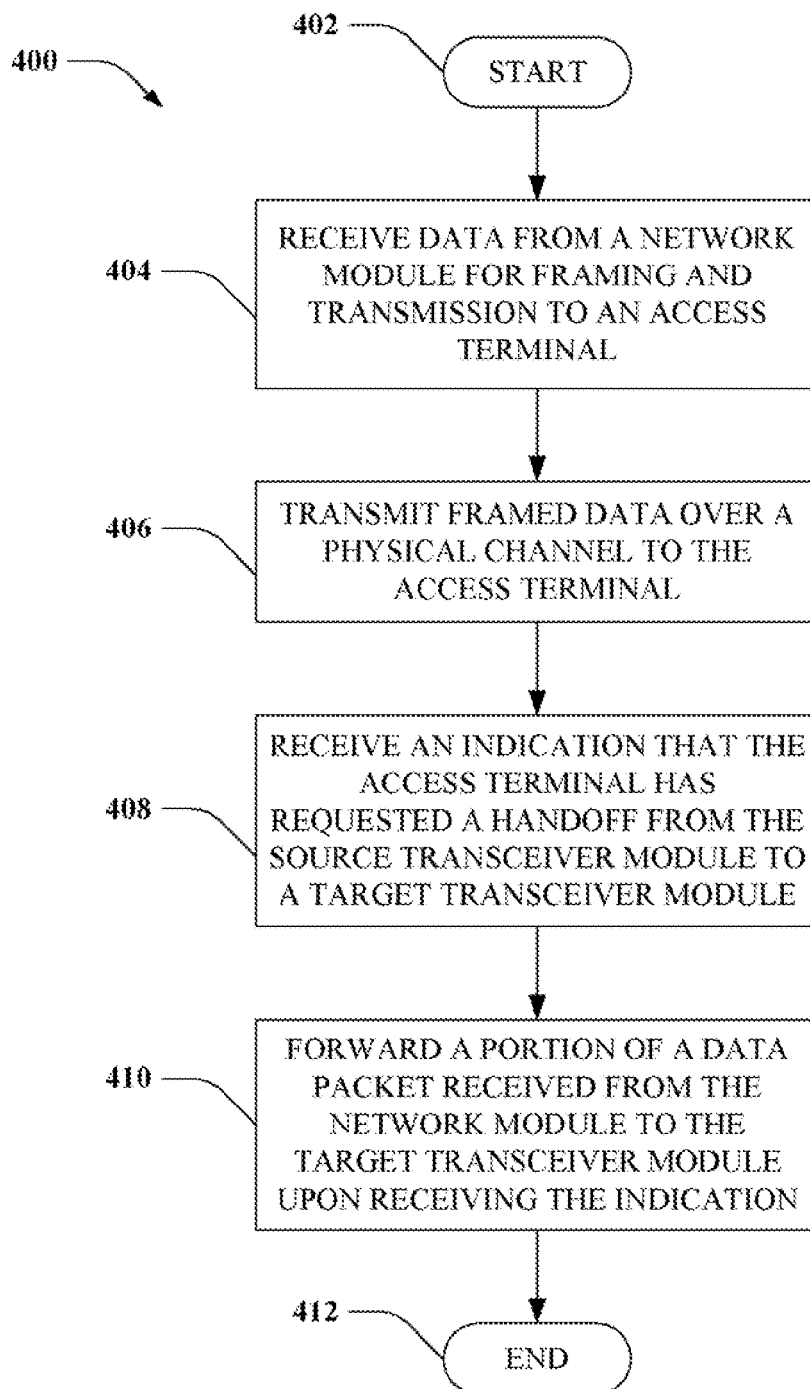 400
402
START
404
RECEIVE DATA FROM A NETWORK
MODULE FOR FRAMING AND
TRANSMISSION TO AN ACCESS
TERMINAL
406
TRANSMIT FRAMED DATA OVER A
PHYSICAL CHANNEL TO THE
ACCESS TERMINAL
408
RECEIVE AN INDICATION THAT THE
ACCESS TERMINAL HAS
REQUESTED A HANDOFF FROM THE
SOURCE TRANSCEIVER MODULE TO
A TARGET TRANSCEIVER MODULE
410
FORWARD A PORTION OF A DATA
PACKET RECEIVED FROM THE
NETWORK MODULE TO THE
TARGET TRANSCEIVER MODULE
UPON RECEIVING THE INDICATION
412
END